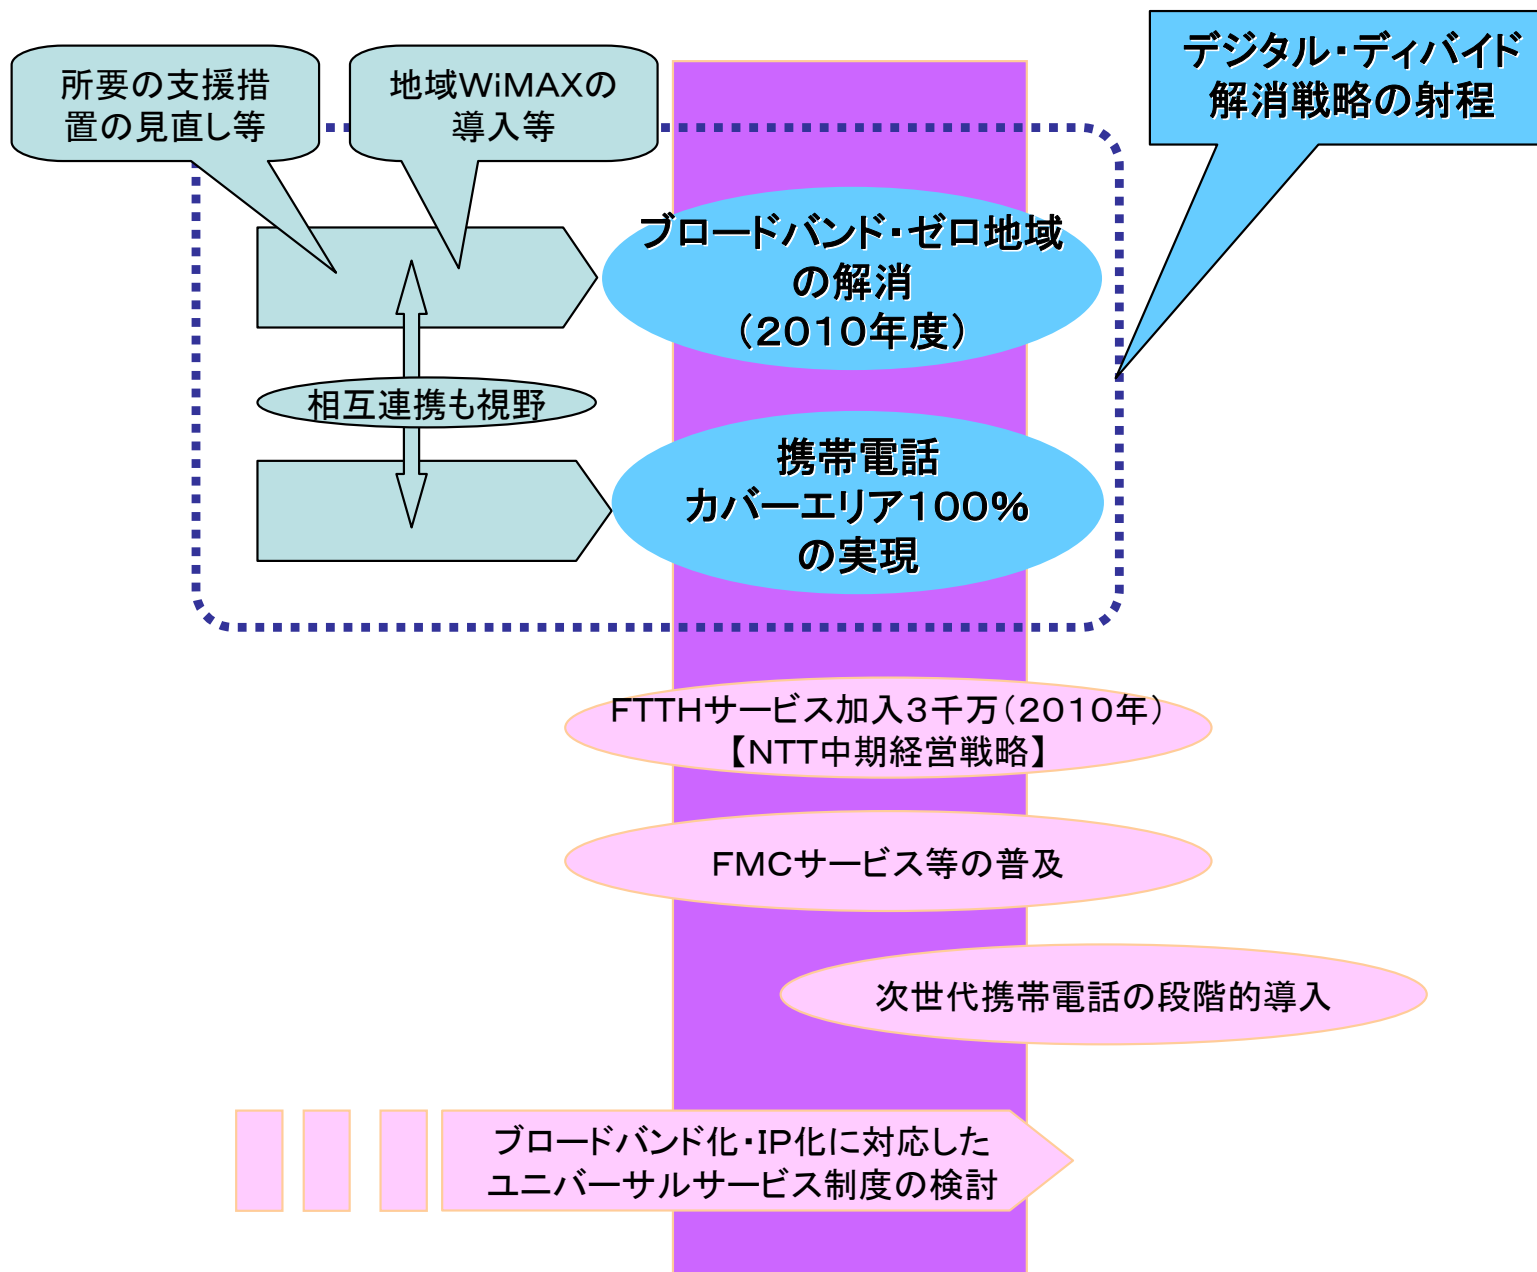 所要の支援措
置の見直し等
地域WiMAXの
導入等
デジタル・ディバイド
解消戦略の射程
ブロードバンド・ゼロ地域
の解消
（２０１０年度）
相互連携も視野
携帯電話
カバーエリア１００％
の実現
FTTHサービス加入３千万（２０１０年）
【NTT中期経営戦略】
FMCサービス等の普及
次世代携帯電話の段階的導入
ブロードバンド化・IP化に対応した
ユニバーサルサービス制度の検討